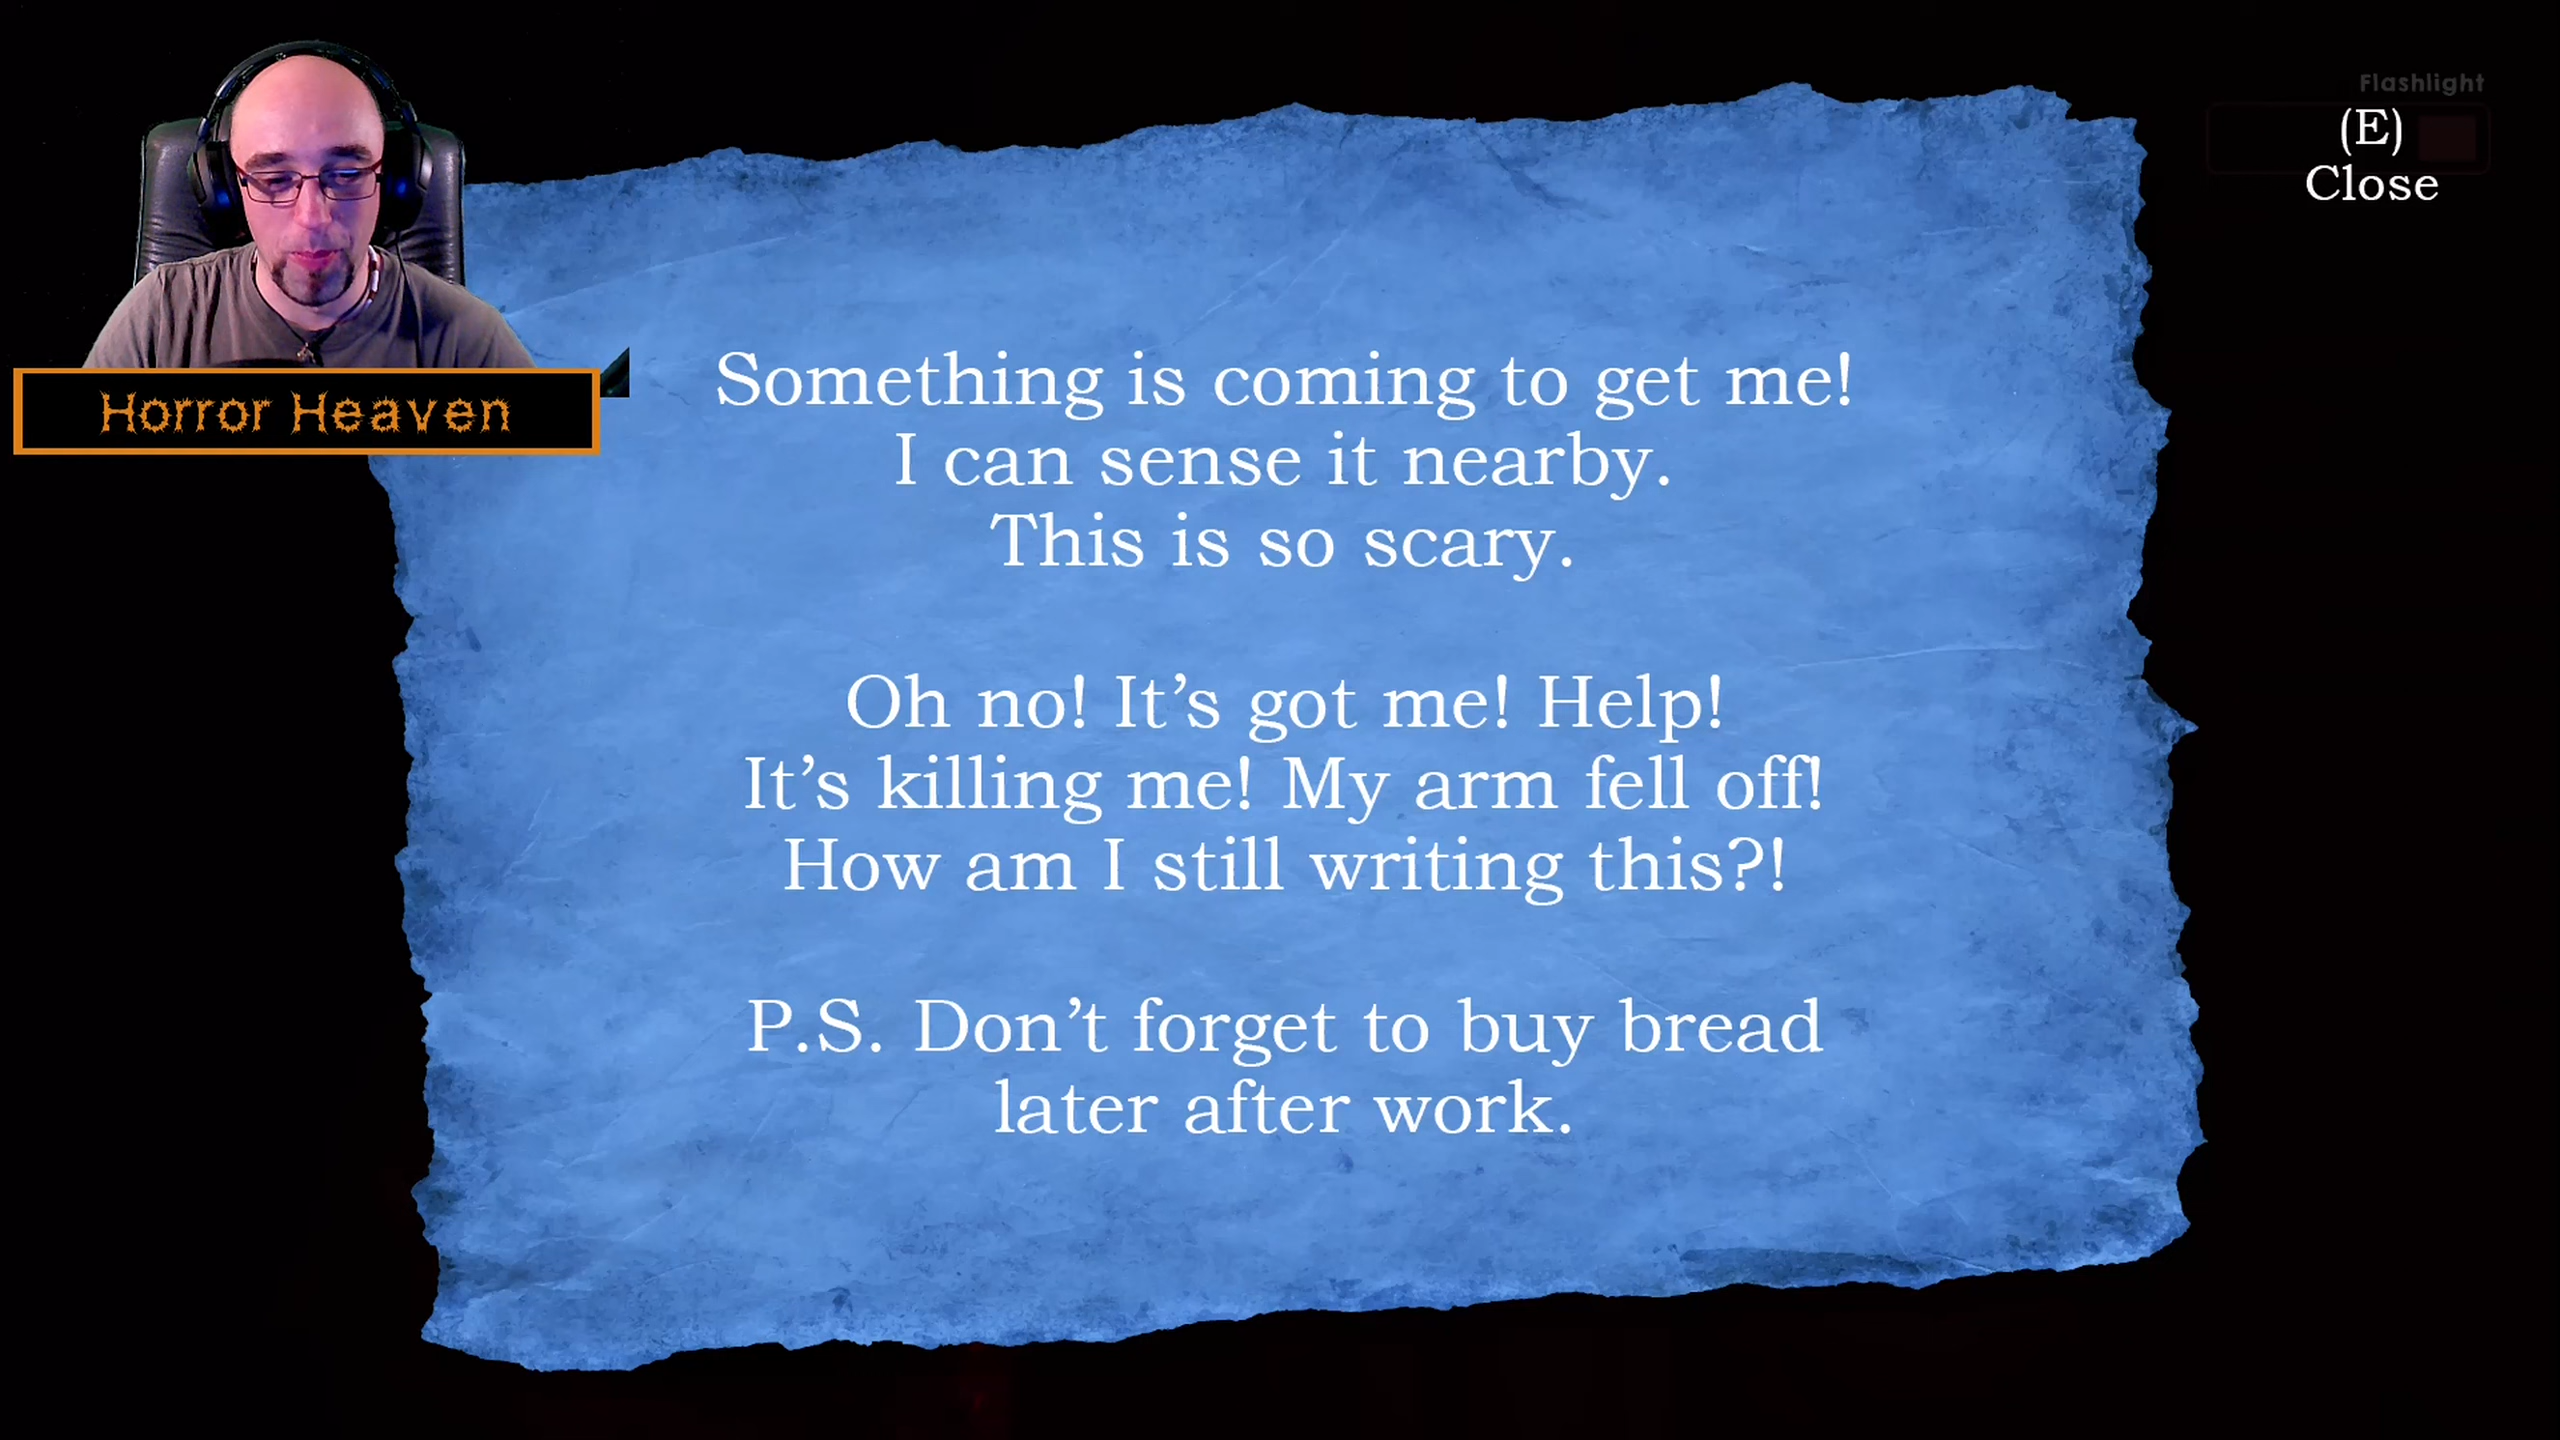 Flashlight
(E)
Close
Horror Heaven
Something is coming to get me!
I can sense it nearby.
This is so scary.
Oh no! It’s got me! Help!
It’s killing me! My arm fell off!
How am I still writing this?!
P.S. Don’t forget to buy bread
later after work.